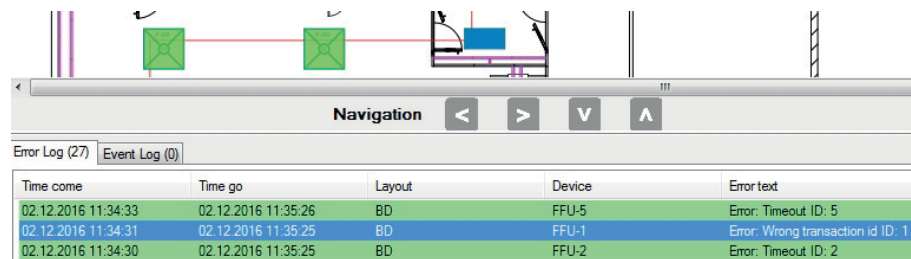 Navigation < > V Λ
Error Log (27) Event Log (0)
Time come Time go Layout Device Error text
02.12.2016 11:34:33 02.12.2016 11:35:26 BD FFU-5 Error: Timeout ID: 5
02.12.2016 11:34:31 02.12.2016 11:35:25 BD FFU-1 Error: Wrong transaction id ID: 1
02.12.2016 11:34:30 02.12.2016 11:35:25 BD FFU-2 Error: Timeout ID: 2